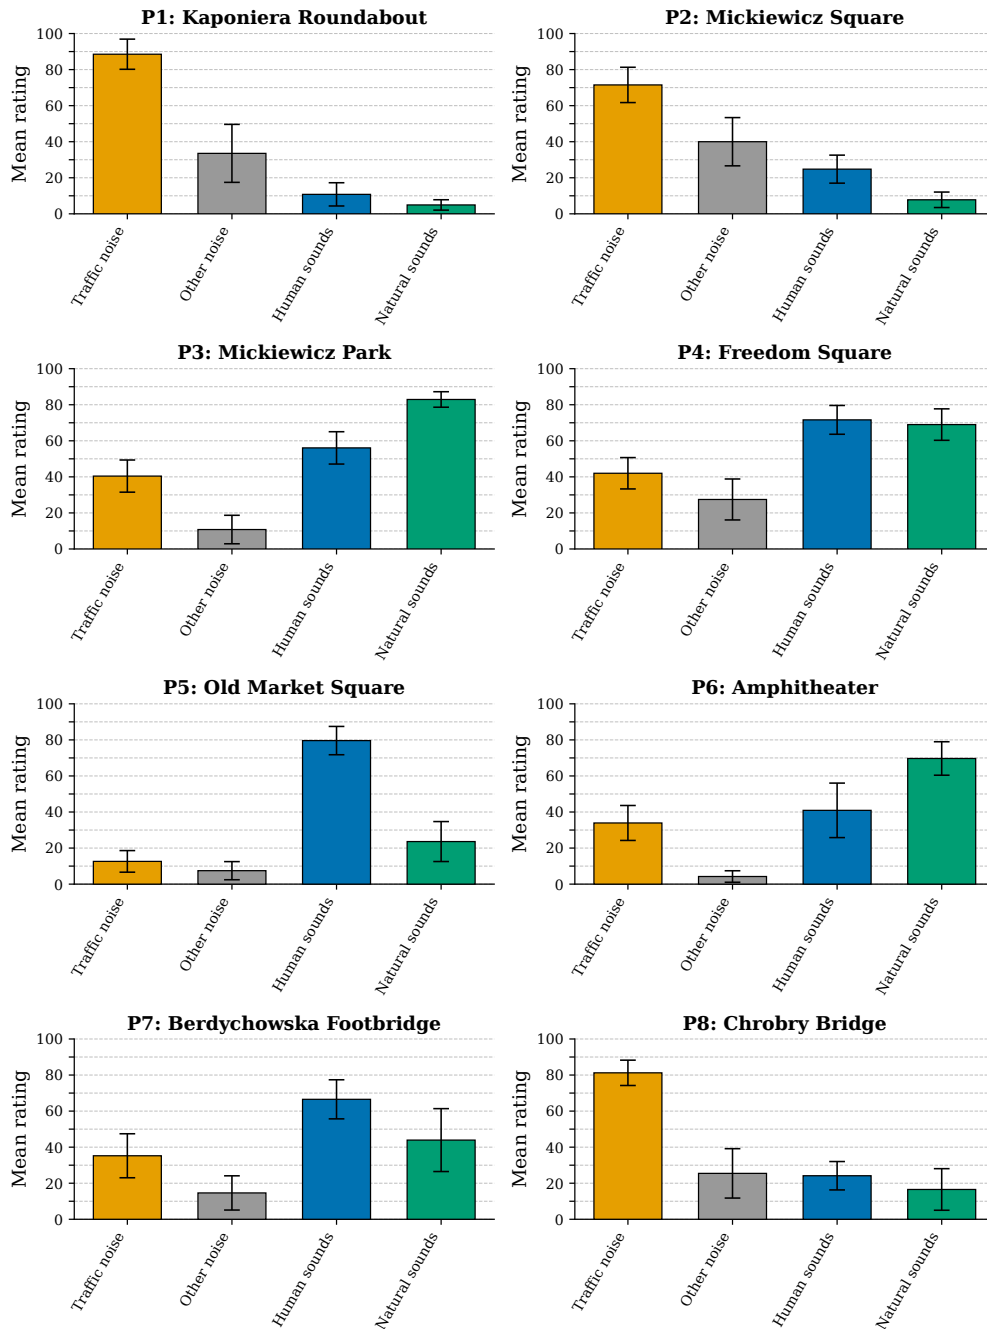 P1: Kaponiera Roundabout
Mean rating
100
80
60
40
20
0
Traffic noise
Other noise
Human sounds
Natural sounds
P2: Mickiewicz Square
Mean rating
100
80
60
40
20
0
Traffic noise
Other noise
Human sounds
Natural sounds
P3: Mickiewicz Park
Mean rating
100
80
60
40
20
0
Traffic noise
Other noise
Human sounds
Natural sounds
P4: Freedom Square
Mean rating
100
80
60
40
20
0
Traffic noise
Other noise
Human sounds
Natural sounds
P5: Old Market Square
Mean rating
100
80
60
40
20
0
Traffic noise
Other noise
Human sounds
Natural sounds
P6: Amphitheater
Mean rating
100
80
60
40
20
0
Traffic noise
Other noise
Human sounds
Natural sounds
P7: Berdychowska Footbridge
Mean rating
100
80
60
40
20
0
Traffic noise
Other noise
Human sounds
Natural sounds
P8: Chrobry Bridge
Mean rating
100
80
60
40
20
0
Traffic noise
Other noise
Human sounds
Natural sounds